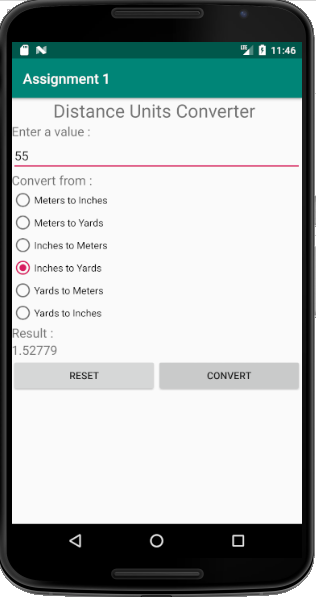 11:46
Assignment 1
Distance Units Converter
Enter a value :
55
Convert from :
Meters to Inches
Meters to Yards
Inches to Meters
Inches to Yards
Yards to Meters
Yards to Inches
Result :
1.52779
RESET CONVERT